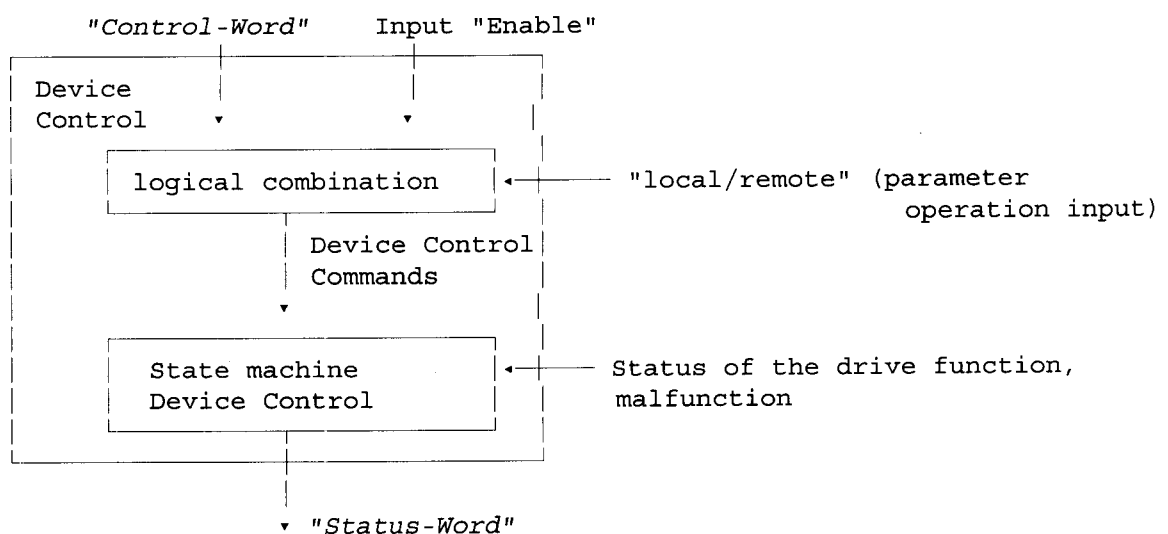 "Control-Word" Input "Enable"
Device
Control
logical combination
"local/remote" (parameter
operation input)
Device Control
Commands
State machine
Device Control
Status of the drive function,
malfunction
"Status-Word"